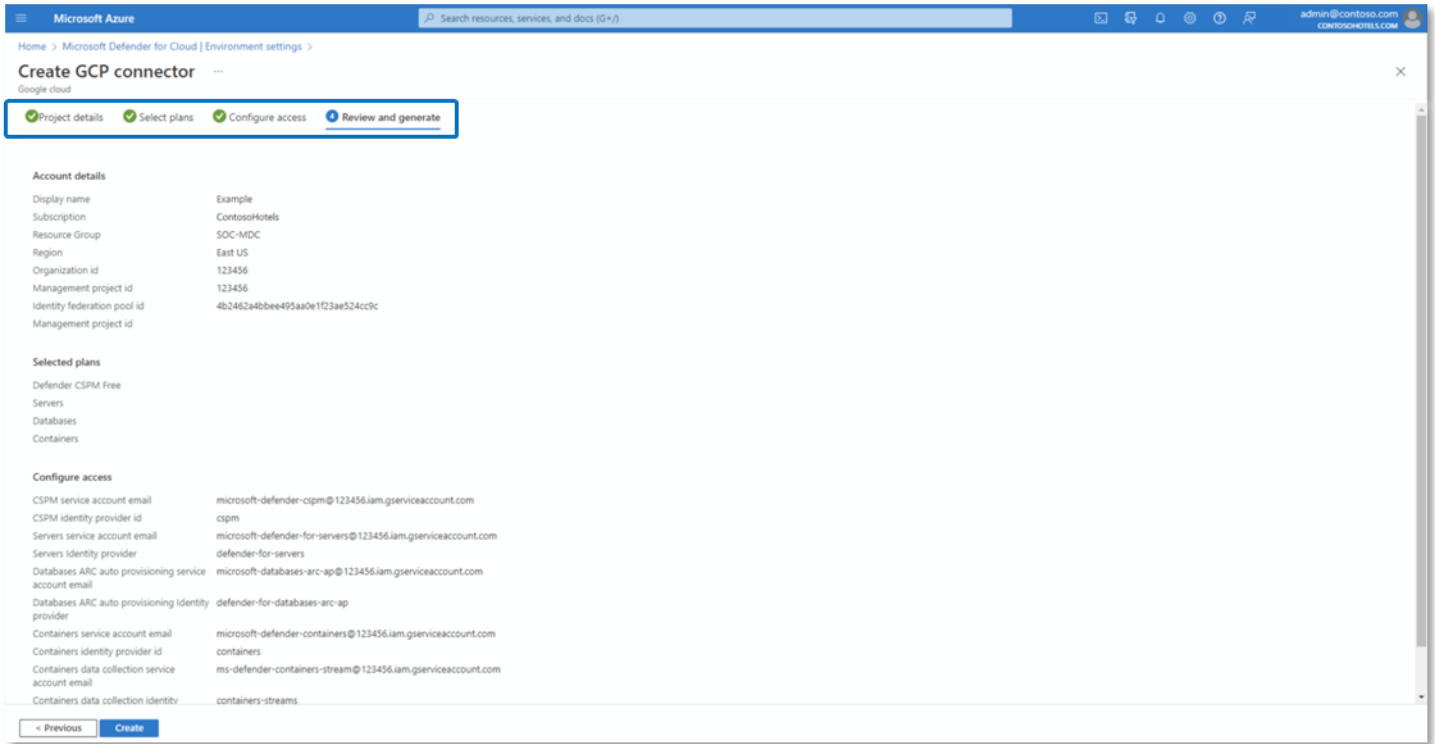 Microsoft Azure
Search resources, services, and docs (G+/)
admin@contoso.com
CONTOSOHOTELS.COM
Home > Microsoft Defender for Cloud | Environment settings >
Create GCP connector ...
Google cloud
Project details Select plans Configure access 4 Review and generate
Account details
Display name Example
Subscription ContosoHotels
Resource Group SOC-MDC
Region East US
Organization id 123456
Management project id 123456
Identity federation pool id 4b2462a4bbee495aa0e1f23ae524cc9c
Management project id
Selected plans
Defender CSPM Free
Servers
Databases
Containers
Configure access
CSPM service account email microsoft-defender-cspm@123456.iam.gserviceaccount.com
CSPM identity provider id cspm
Servers service account email microsoft-defender-for-servers@123456.iam.gserviceaccount.com
Servers Identity provider defender-for-servers
Databases ARC auto provisioning service microsoft-databases-arc-ap@123456.iam.gserviceaccount.com
account email
Databases ARC auto provisioning Identity defender-for-databases-arc-ap
provider
Containers service account email microsoft-defender-containers@123456.iam.gserviceaccount.com
Containers identity provider id containers
Containers data collection service ms-defender-containers-stream@123456.iam.gserviceaccount.com
account email
Containers data collection identity containers-streams
< Previous Create